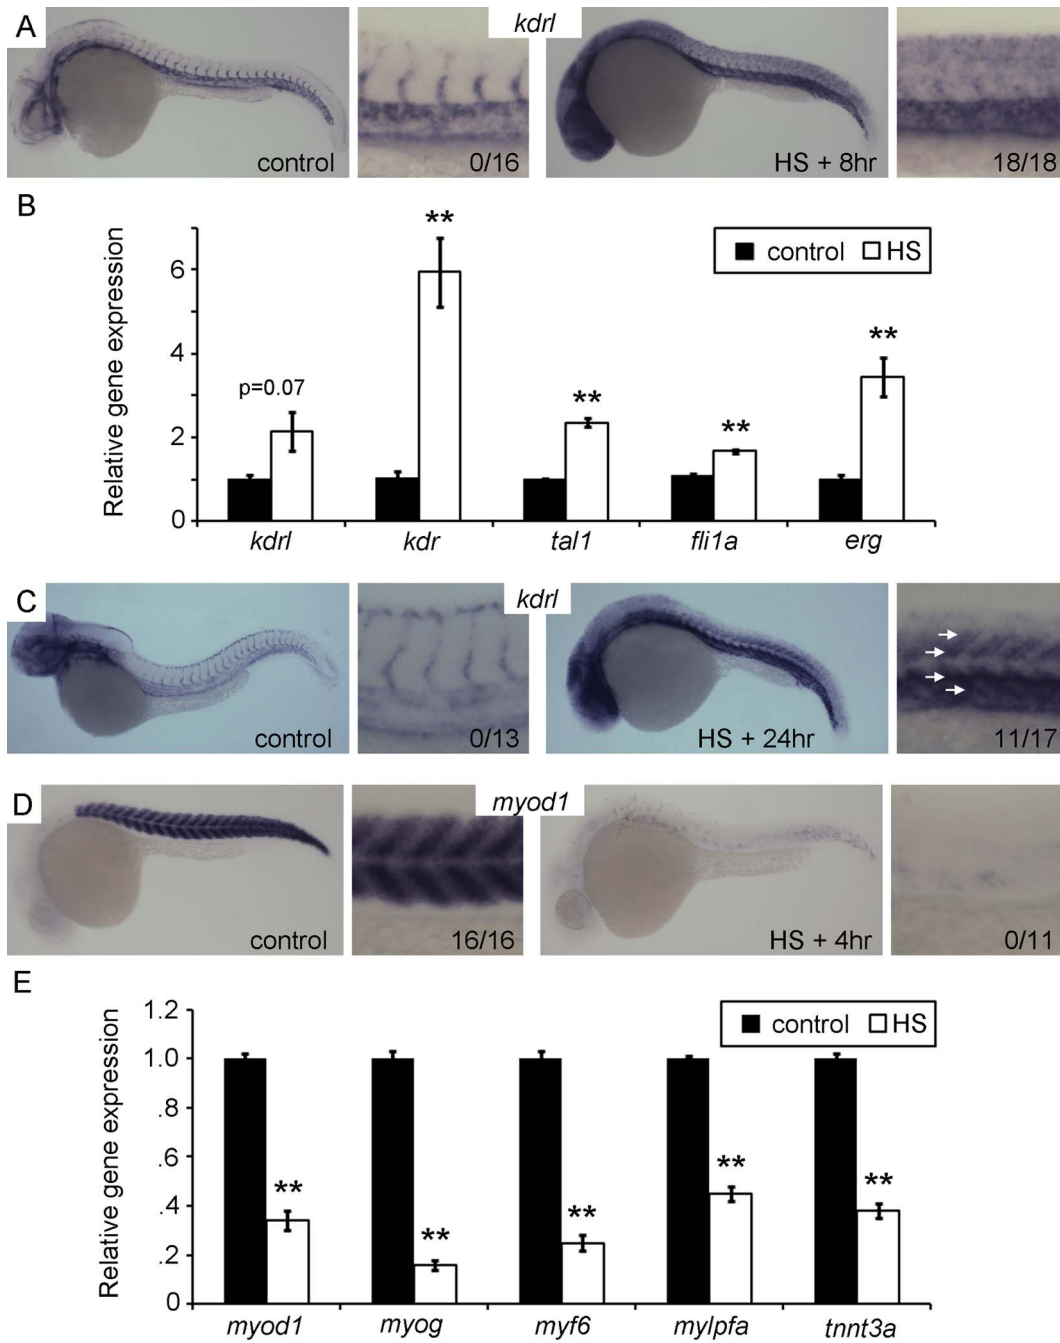 A
kdrl
control
0/16
HS + 8hr
18/18
B
Relative gene expression
6
4
2
0
control
HS
p=0.07
**
**
**
**
kdrl
kdr
tal1
fli1a
erg
C
kdrl
control
0/13
HS + 24hr
11/17
D
myod1
control
16/16
HS + 4hr
0/11
E
Relative gene expression
1.2
1.0
.8
.6
.4
.2
0
control
HS
**
**
**
**
**
myod1
myog
myf6
mylpfa
tnnt3a